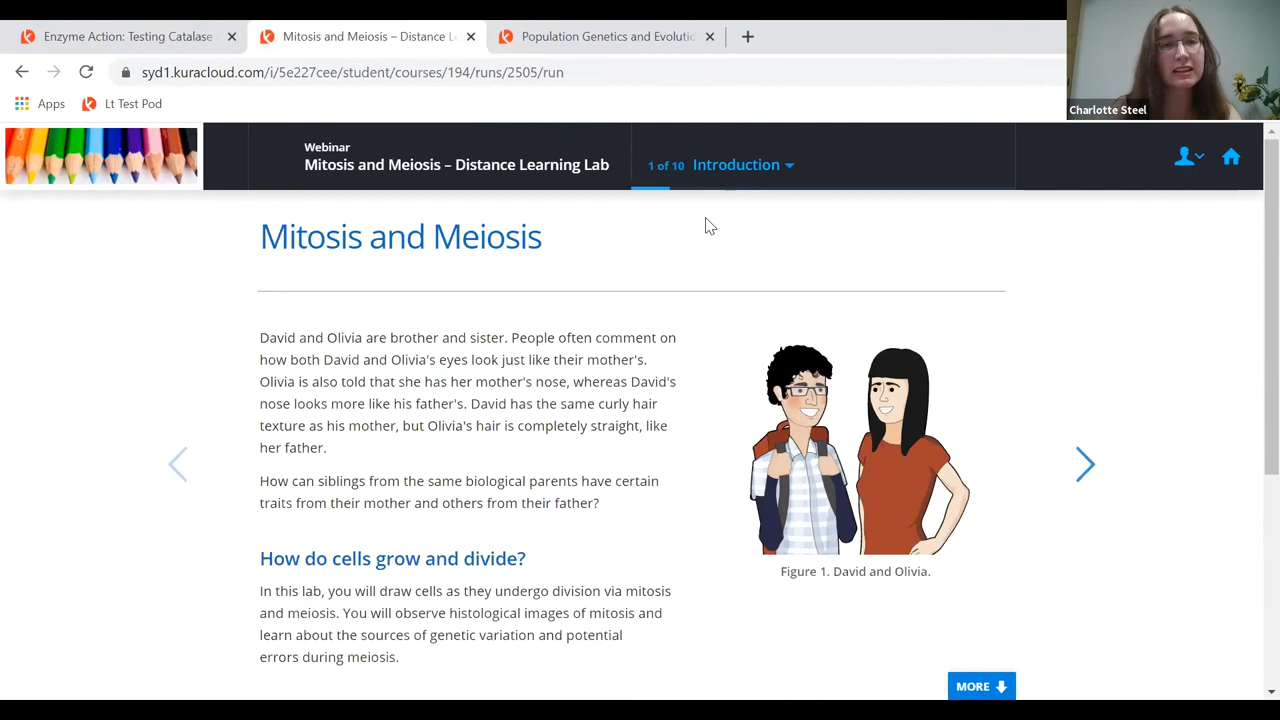 Enzyme Action: Testing Catalase
Mitosis and Meiosis – Distance L
Population Genetics and Evolutic
syd1.kuracloud.com/i/5e227cee/student/courses/194/runs/2505/run
Apps
Lt Test Pod
Charlotte Steel
Webinar
Mitosis and Meiosis – Distance Learning Lab
1 of 10 Introduction
Mitosis and Meiosis
David and Olivia are brother and sister. People often comment on
how both David and Olivia's eyes look just like their mother's.
Olivia is also told that she has her mother's nose, whereas David's
nose looks more like his father's. David has the same curly hair
texture as his mother, but Olivia's hair is completely straight, like
her father.
How can siblings from the same biological parents have certain
traits from their mother and others from their father?
Figure 1. David and Olivia.
How do cells grow and divide?
In this lab, you will draw cells as they undergo division via mitosis
and meiosis. You will observe histological images of mitosis and
learn about the sources of genetic variation and potential
errors during meiosis.
MORE